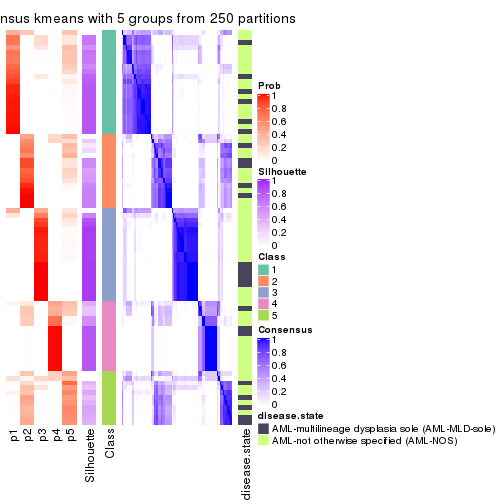 nsus kmeans with 5 groups from 250 partitions
Prob
1
0.8
0.6
0.4
0.2
0
Silhouette
1
0.8
0.6
0.4
0.2
0
Class
1
2
3
4
5
Consensus
1
0.8
0.6
0.4
0.2
0
disease.state
AML-multilineage dysplasia sole (AML-MLD-sole)
AML-not otherwise specified (AML-NOS)
p1
p2
p3
p4
p5
Silhouette
Class
disease.state